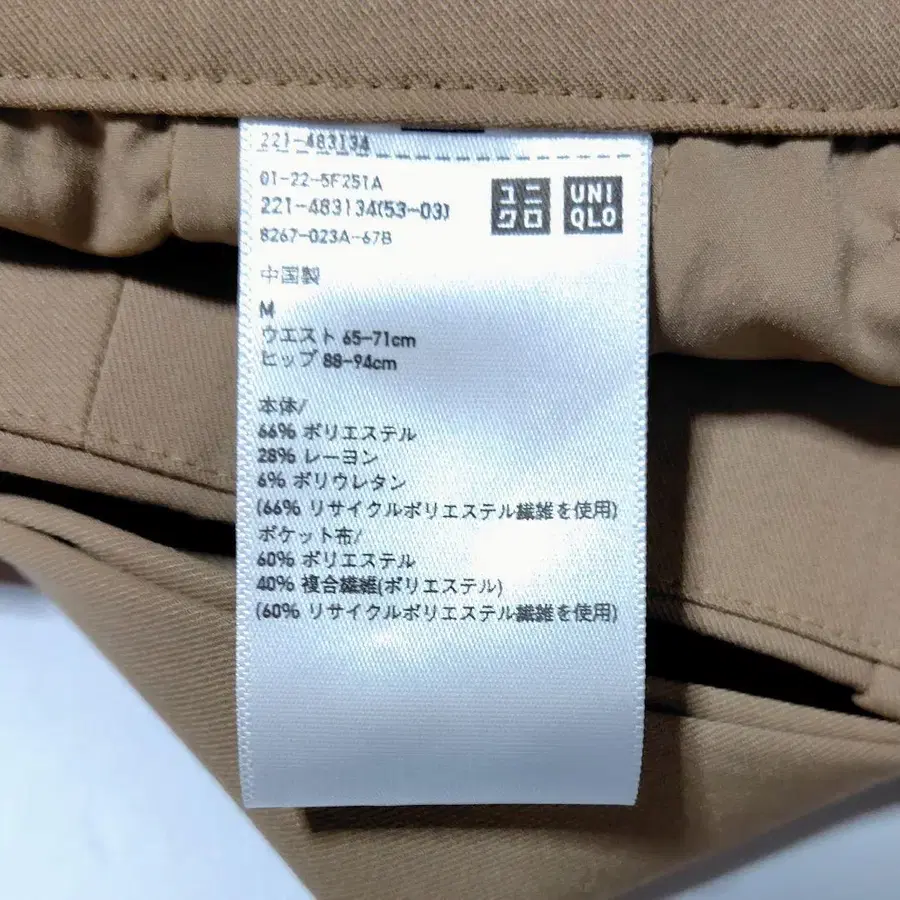 221-483134
01-22-5F251A
221-483134(53-03)
8267-023A-67B
ユニ
クロ
UNI
QLO
中国製
M
ウエスト 65-71cm
ヒップ 88-94cm
本体/
66% ポリエステル
28% レーヨン
6% ポリウレタン
(66% リサイクルポリエステル繊維を使用)
ポケット布/
60% ポリエステル
40% 複合繊維(ポリエステル)
(60% リサイクルポリエステル繊維を使用)